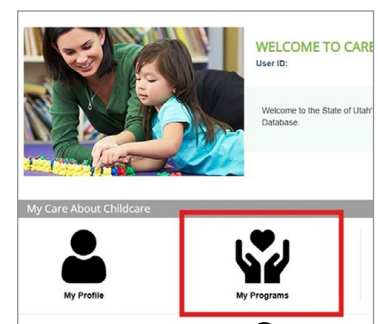 WELCOME TO CARE
User ID:
Welcome to the State of Utah'
Database.
My Care About Childcare
My Profile
My Programs